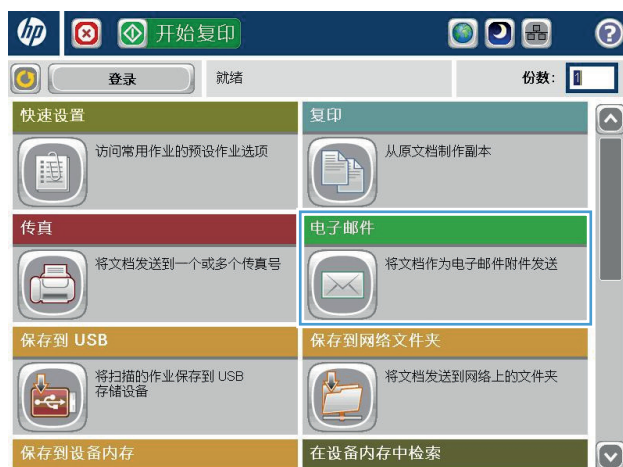 hp
开始复印
?
登录
就绪
份数: 1
快速设置
访问常用作业的预设作业选项
复印
从原文档制作副本
传真
将文档发送到一个或多个传真号
电子邮件
将文档作为电子邮件附件发送
保存到 USB
将扫描的作业保存到 USB
存储设备
保存到网络文件夹
将文档发送到网络上的文件夹
保存到设备内存
在设备内存中检索